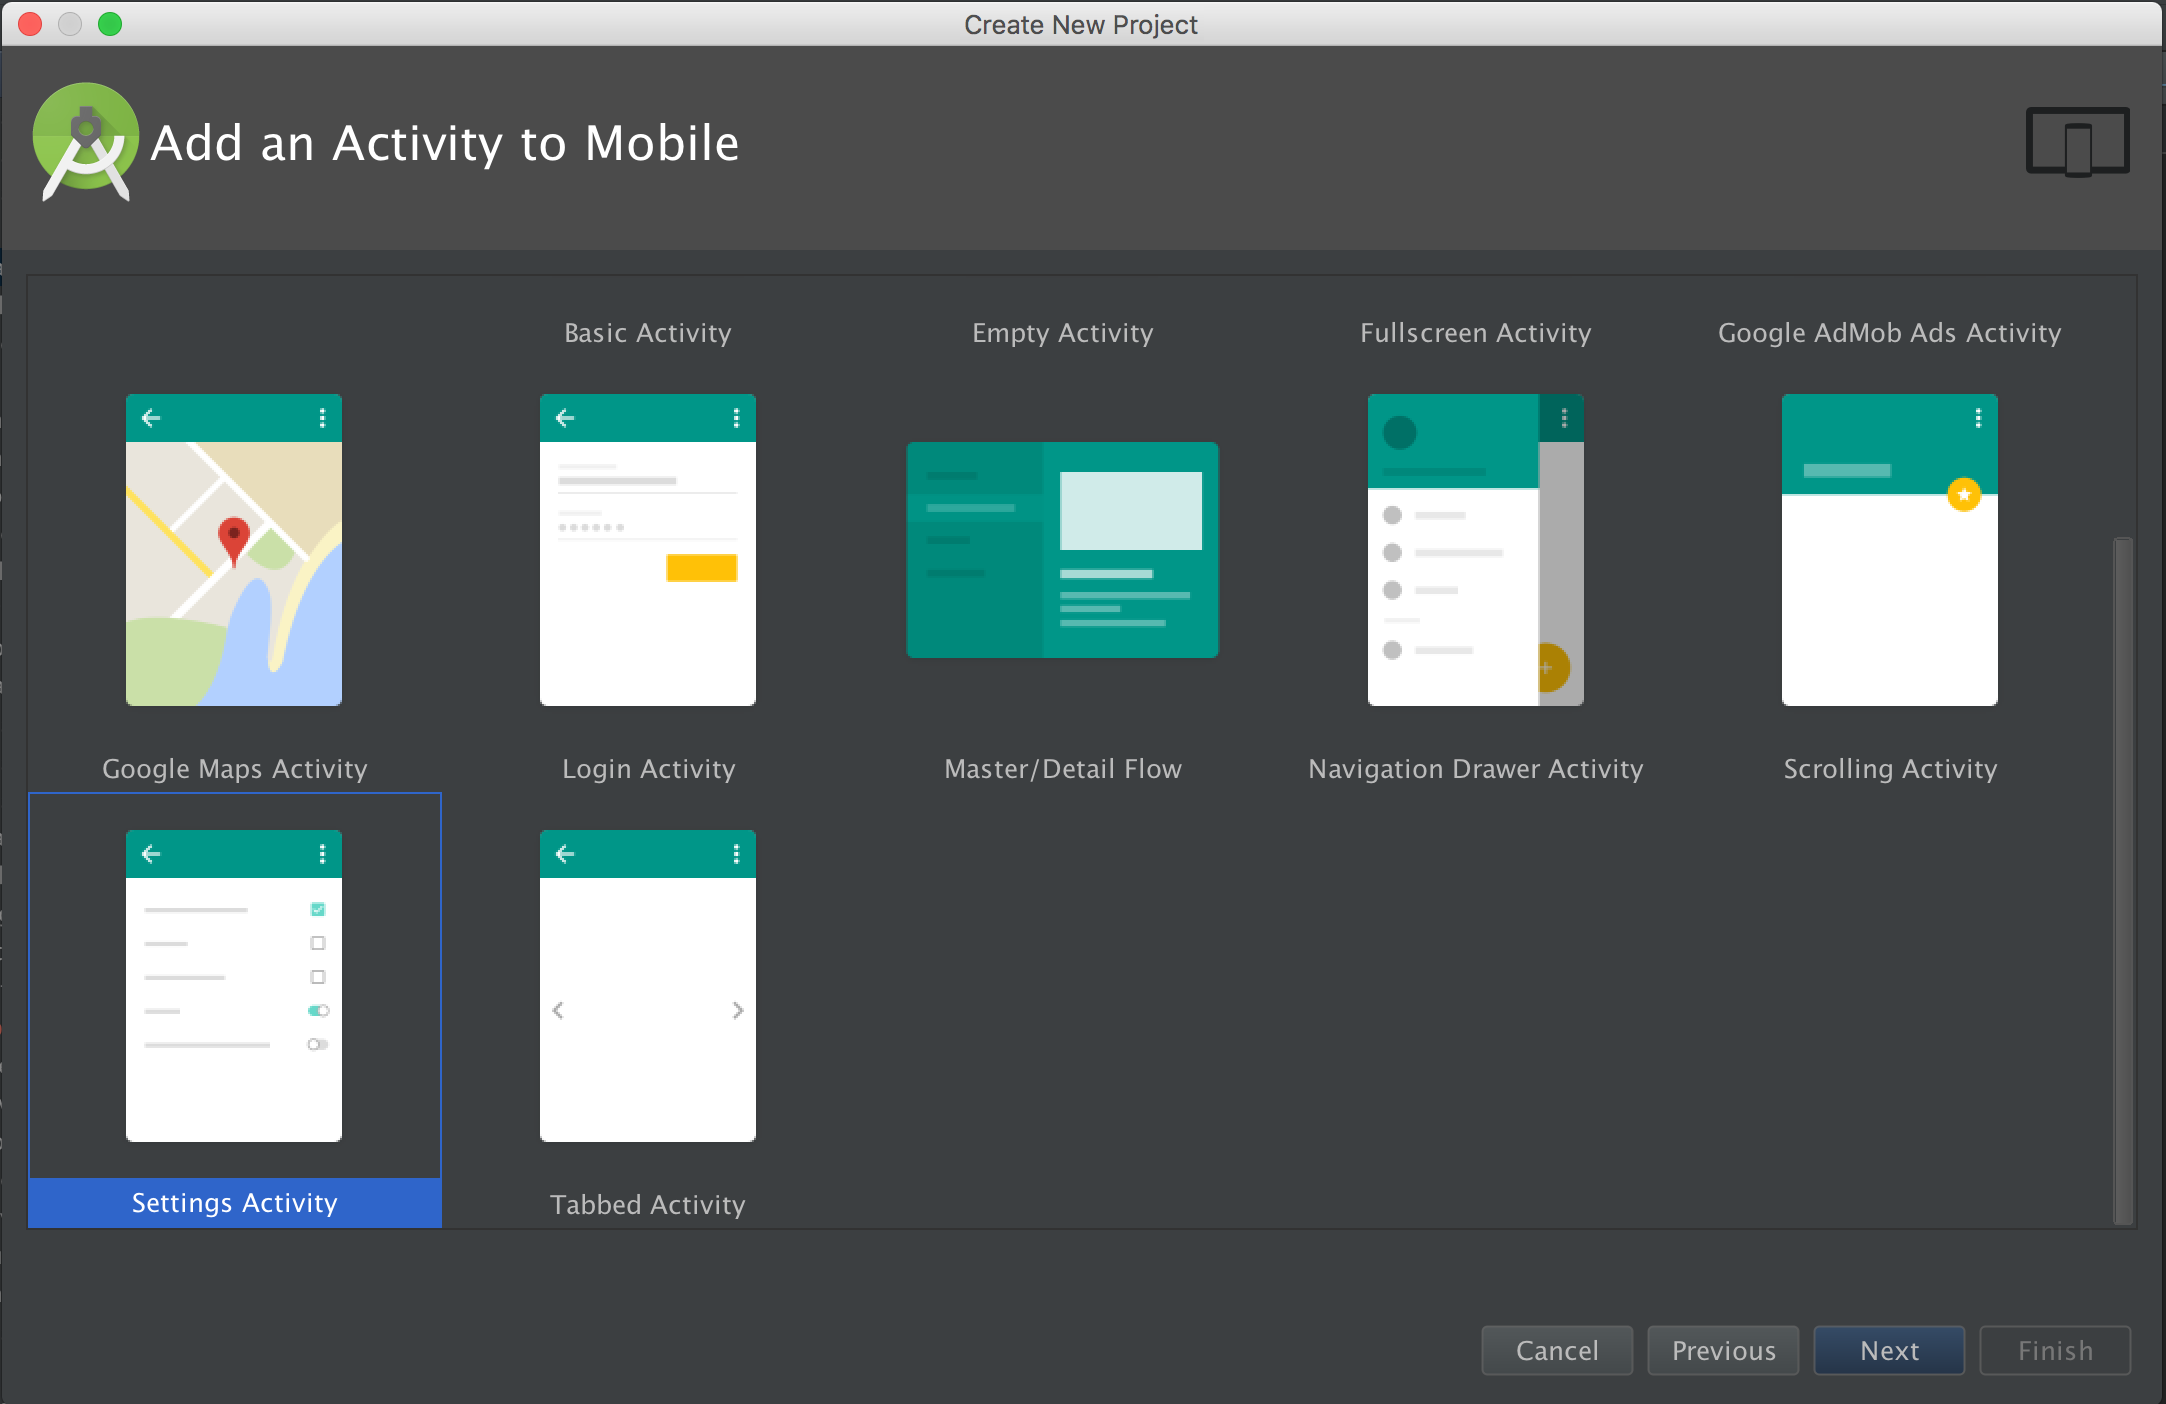 Create New Project
Add an Activity to Mobile
Basic Activity
Empty Activity
Fullscreen Activity
Google AdMob Ads Activity
Google Maps Activity
Login Activity
Master/Detail Flow
Navigation Drawer Activity
Scrolling Activity
Settings Activity
Tabbed Activity
Cancel
Previous
Next
Finish